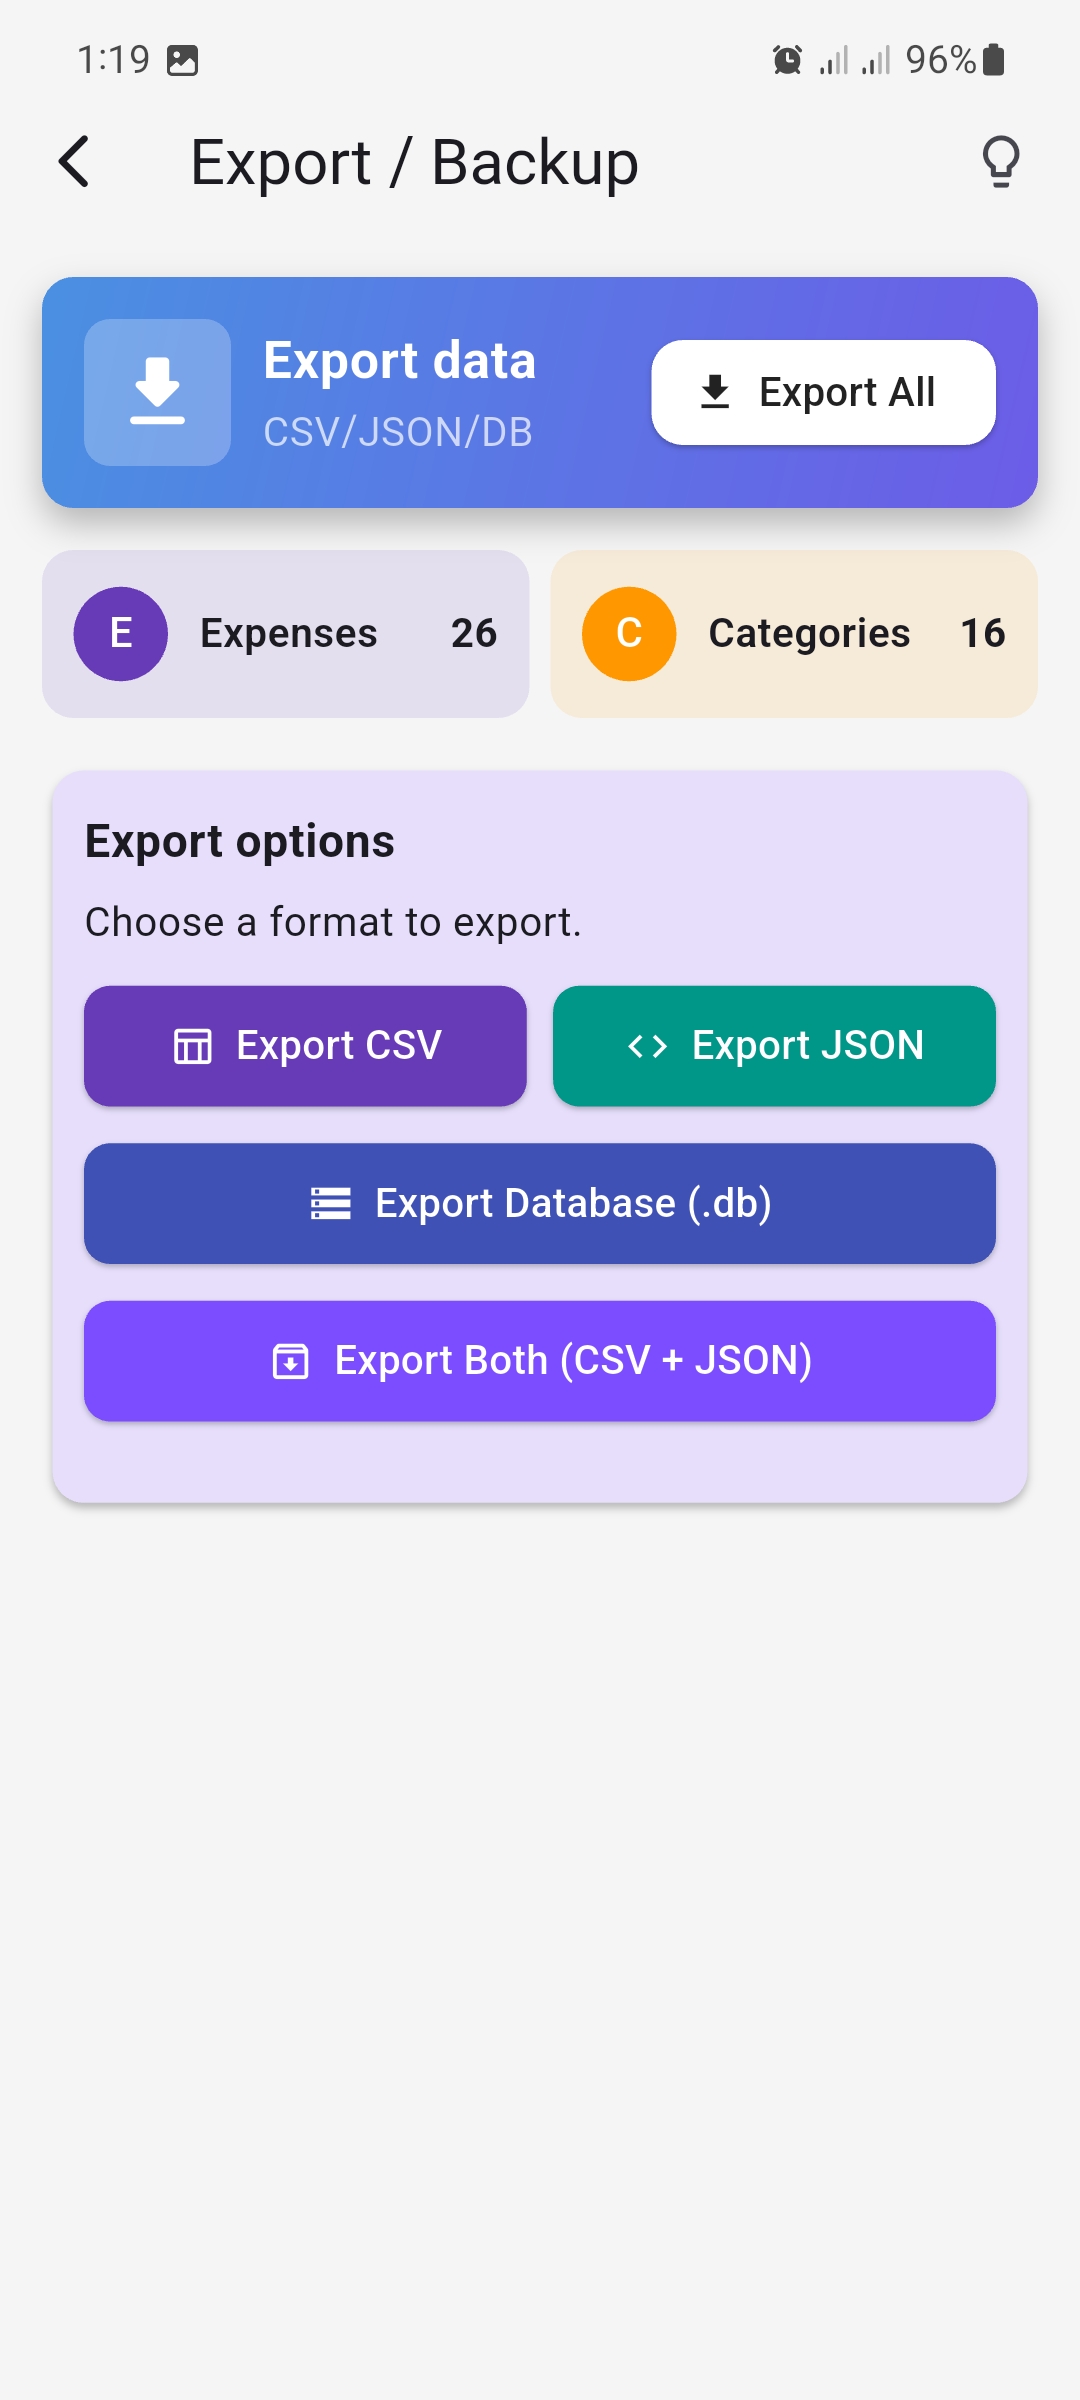 1:19 96%
Export / Backup
Export data
CSV/JSON/DB
Export All
E Expenses 26
C Categories 16
Export options
Choose a format to export.
Export CSV
Export JSON
Export Database (.db)
Export Both (CSV + JSON)